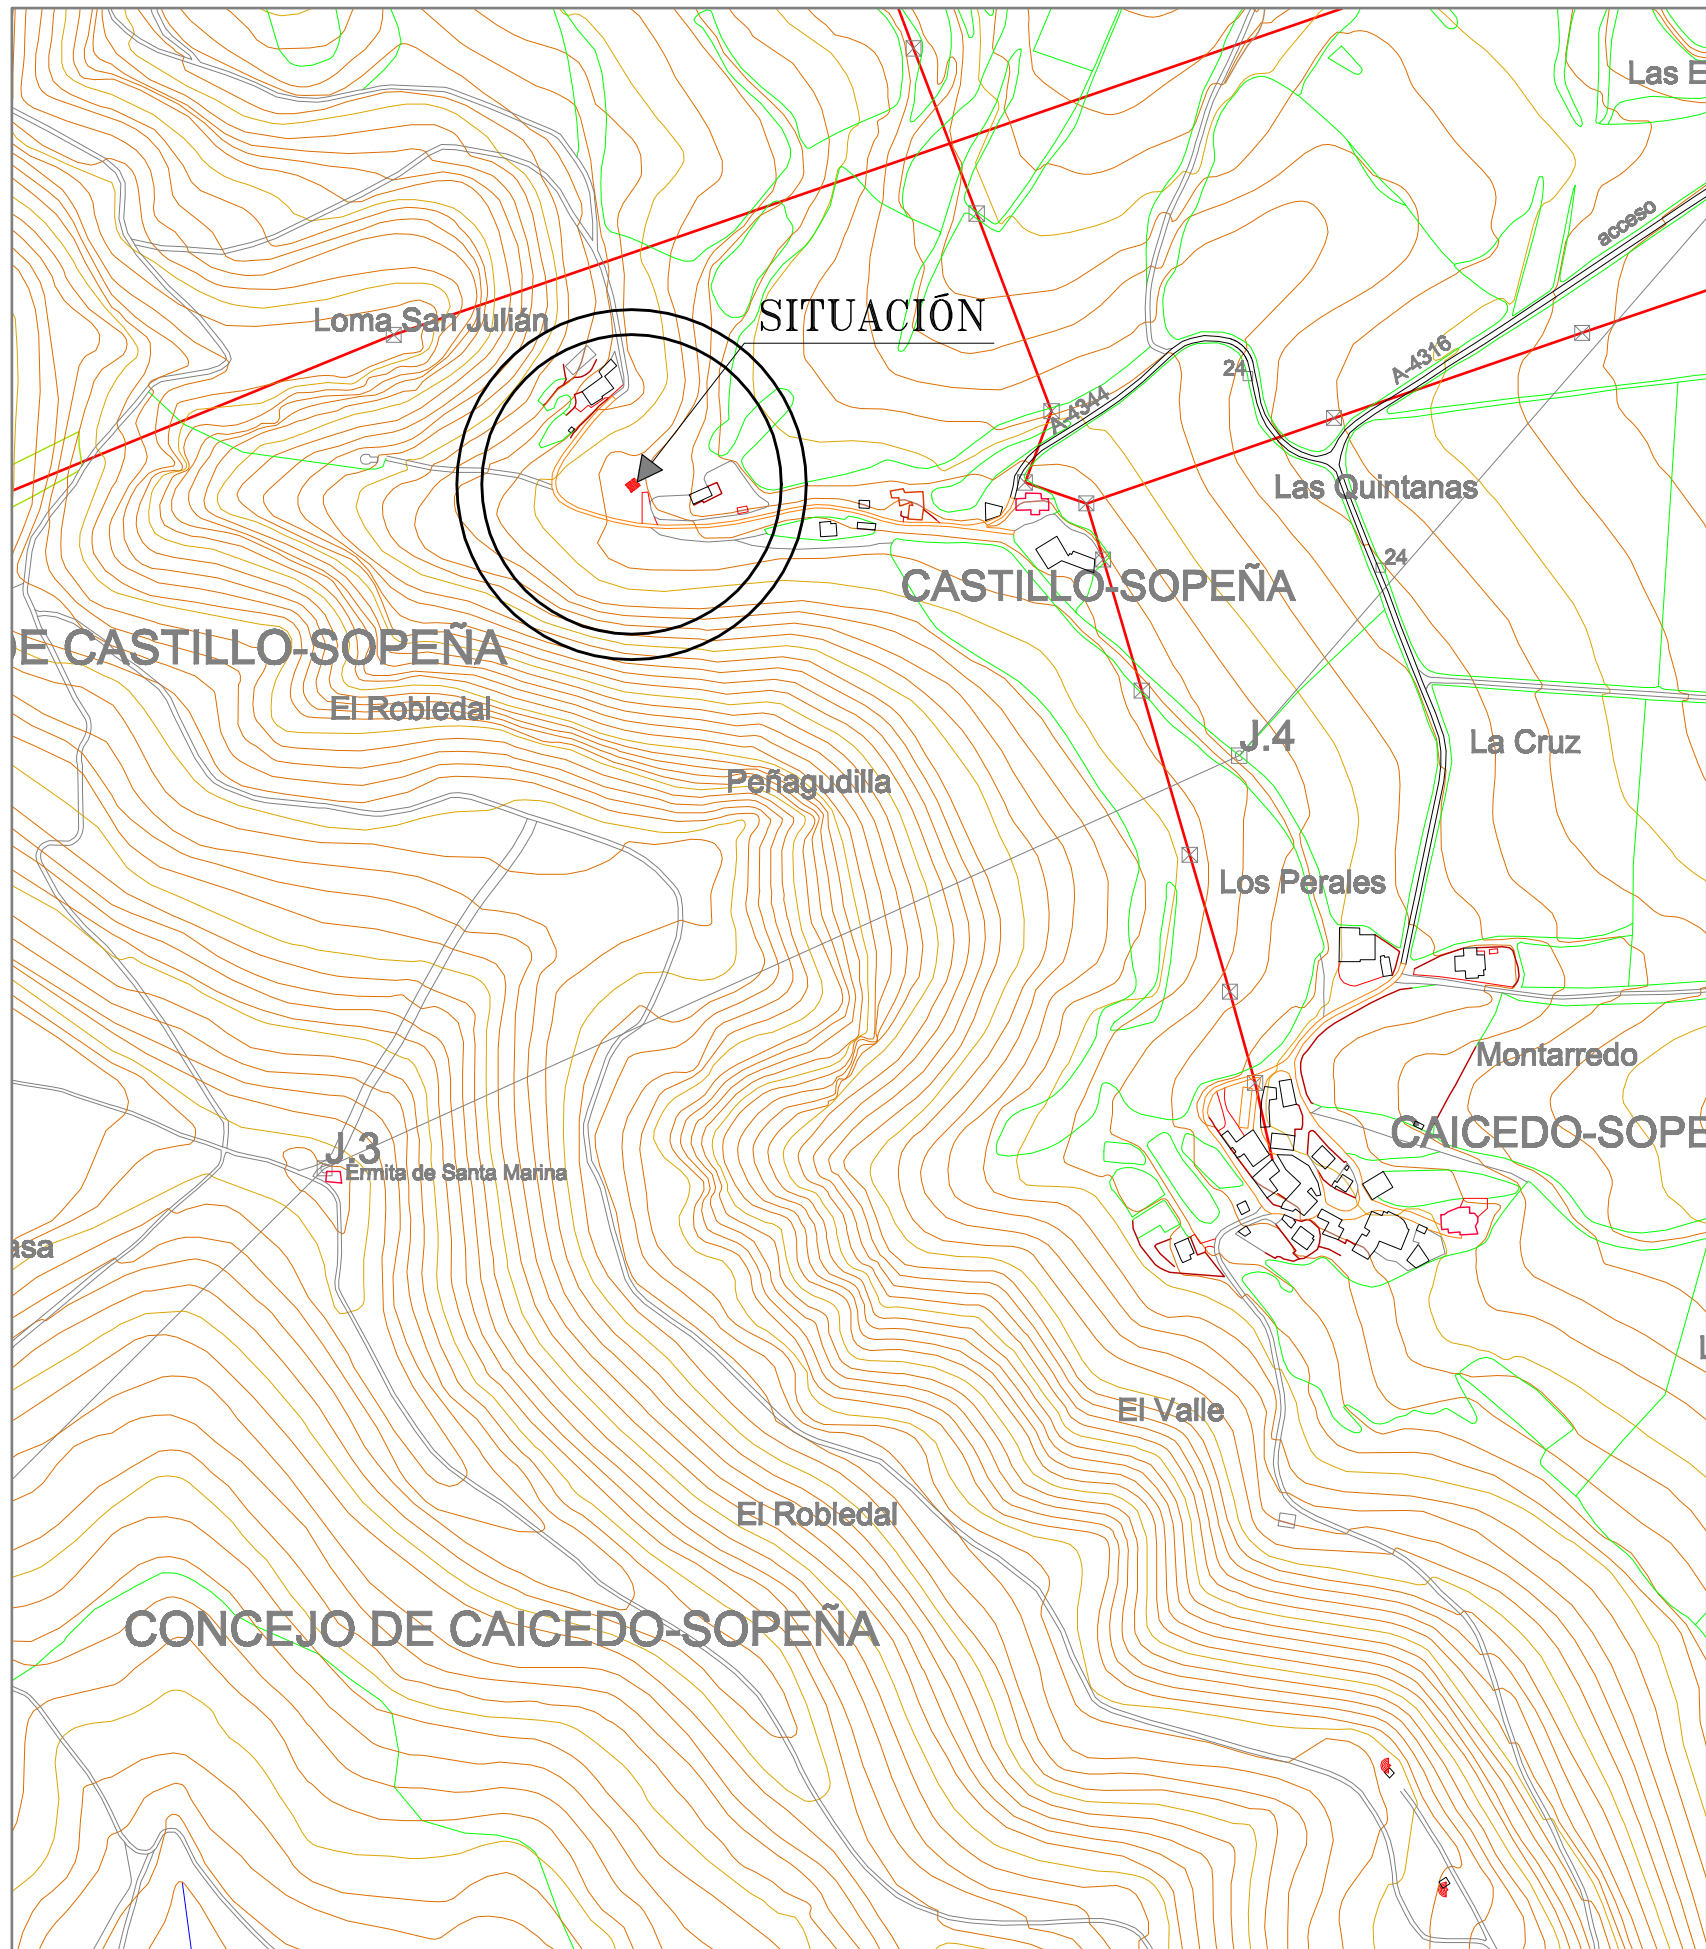 Las E
acceso
SITUACIÓN
Loma San Julián
A-4316
24
A-4344
Las Quintanas
24
CASTILLO-SOPEÑA
DE CASTILLO-SOPEÑA
El Robledal
J.4
La Cruz
Peñagudilla
Los Perales
Montarredo
CAICEDO-SOPE
J.3
Ermita de Santa Marina
asa
L
El Valle
El Robledal
CONCEJO DE CAICEDO-SOPEÑA